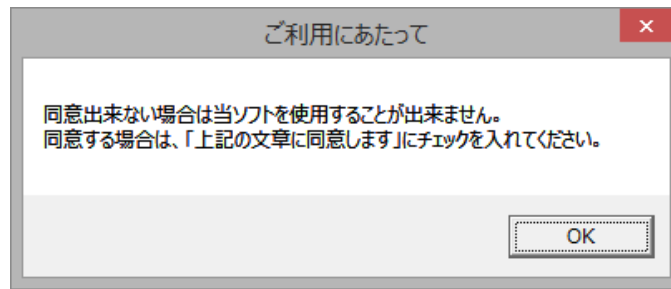 ご利用にあたって
同意出来ない場合は当ソフトを使用することが出来ません。
同意する場合は、「上記の文章に同意します」にチェックを入れてください。
OK